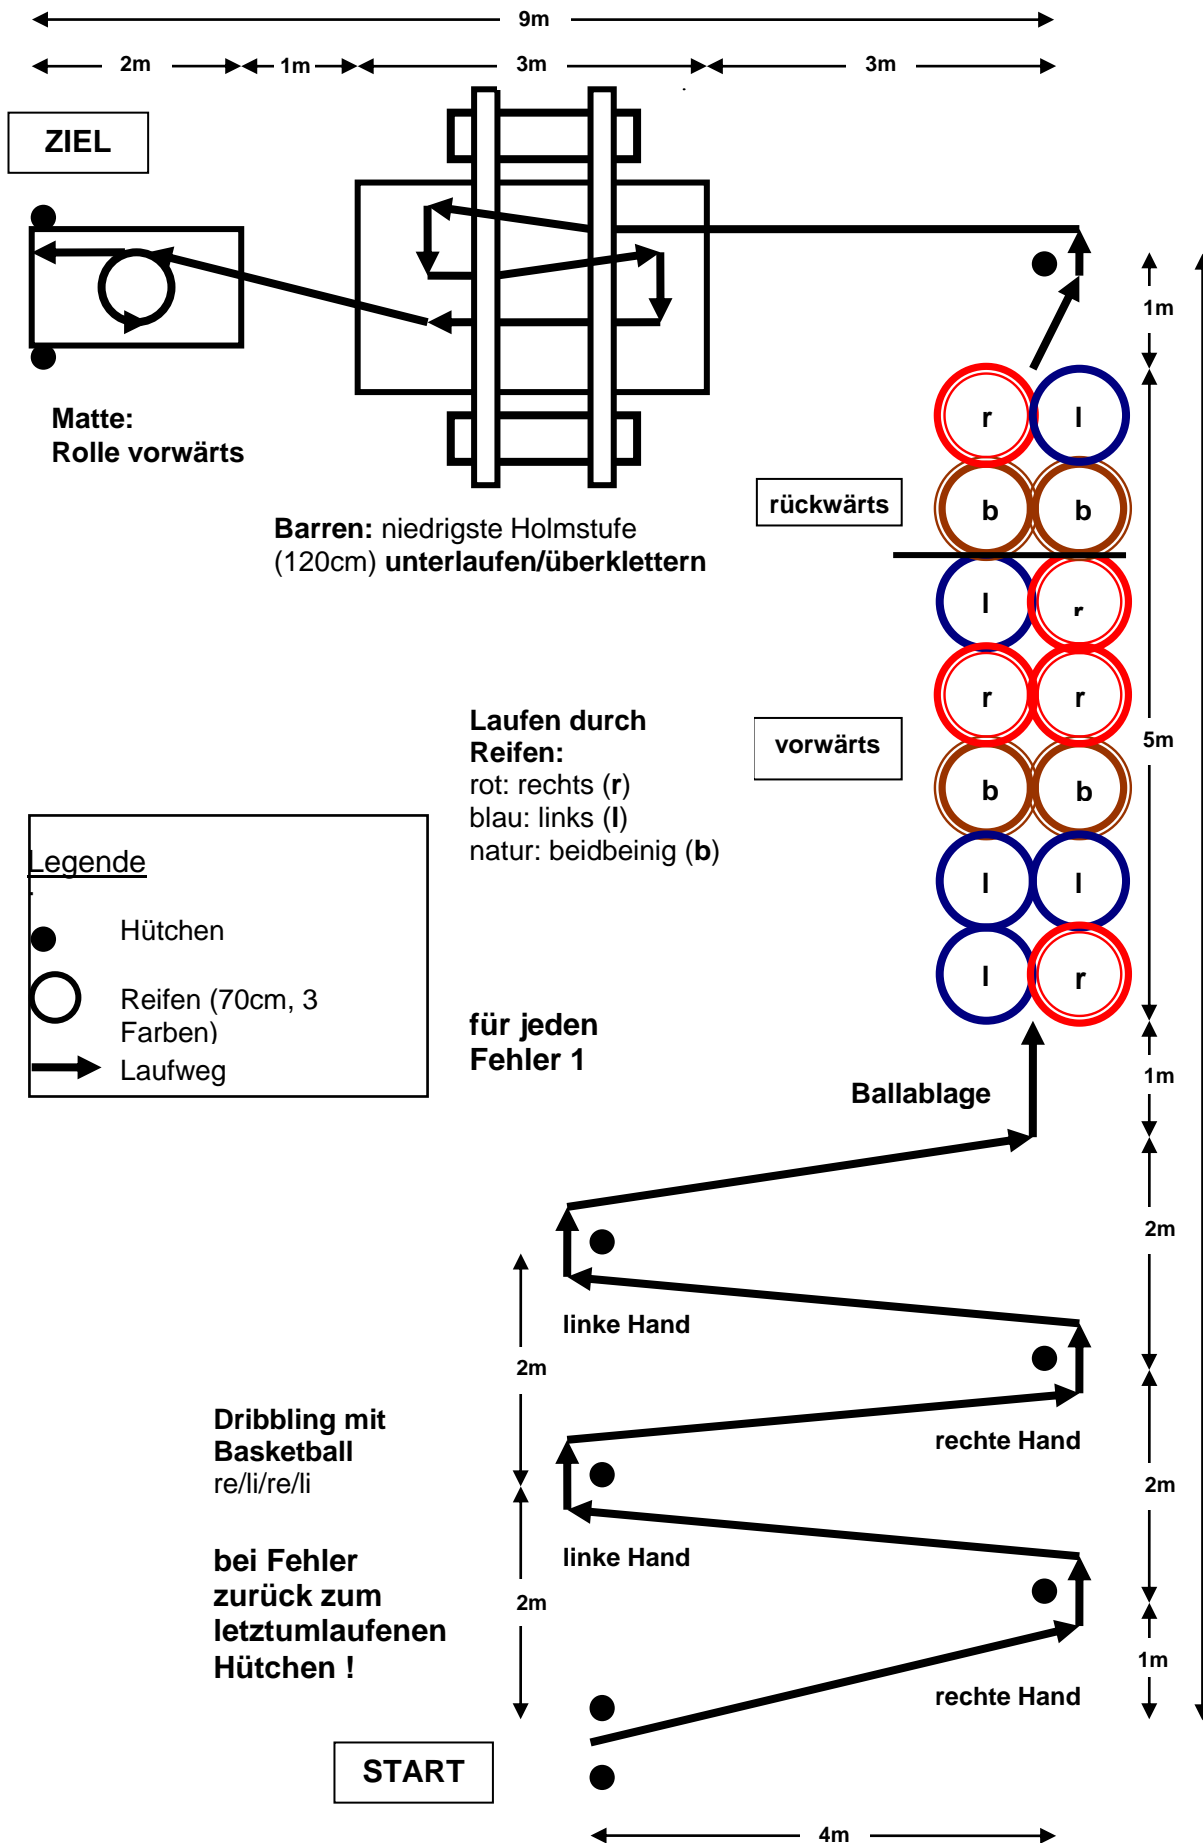 9m
2m 1m 3m 3m
ZIEL
1m
Matte:
Rolle vorwärts
r l
rückwärts
b b
Barren: niedrigste Holmstufe
(120cm) unterlaufen/überklettern
l r
r r
Laufen durch
Reifen:
rot: rechts (r)
blau: links (l)
natur: beidbeinig (b)
vorwärts
5m
b b
Legende
:
l l
Hütchen
l r
Reifen (70cm, 3
Farben)
Laufweg
für jeden
Fehler 1
1m
Ballablage
2m
linke Hand
2m
Dribbling mit
Basketball
re/li/re/li
rechte Hand
2m
bei Fehler
zurück zum
letztumlaufenen
Hütchen !
linke Hand
2m
1m
rechte Hand
START
4m